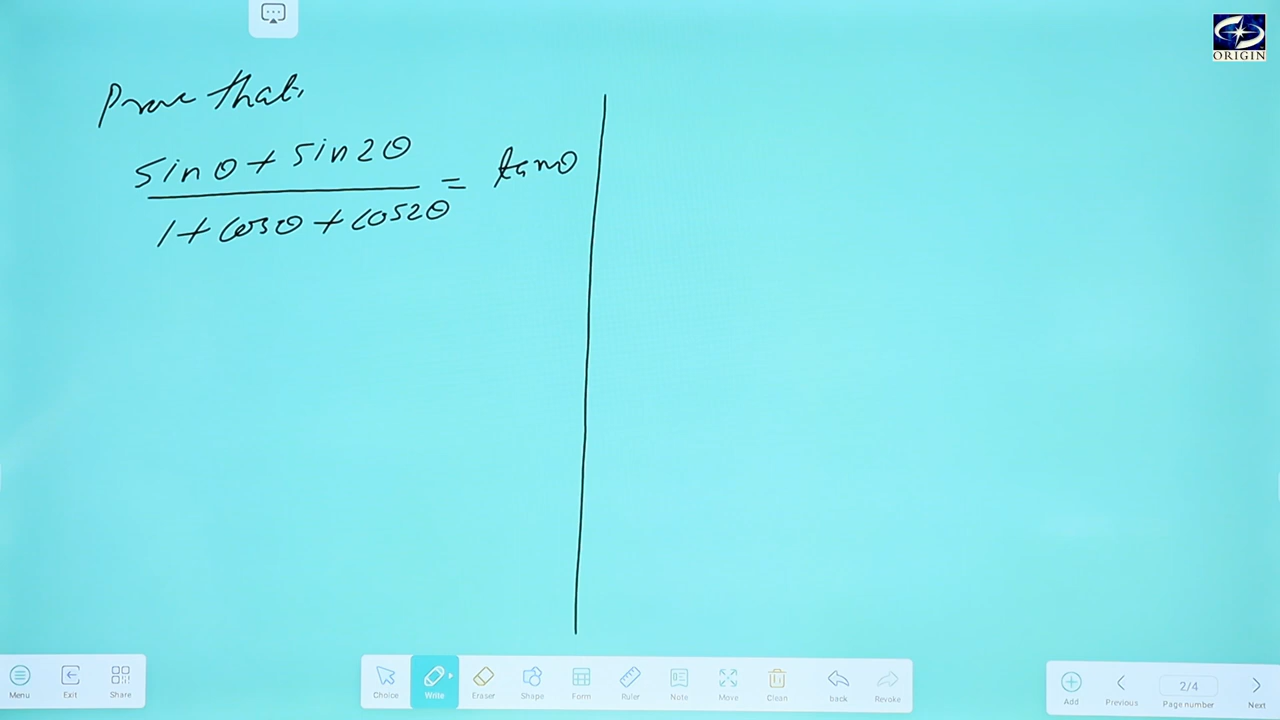 ORIGIN
Prove that,
sinθ + sin2θ
――――――― = tanθ
1 + cosθ + cos2θ
Menu Exit Share Choice Write Eraser Shape Form Ruler Note Move Clean back Revoke Add Previous 2/4 Page number Next